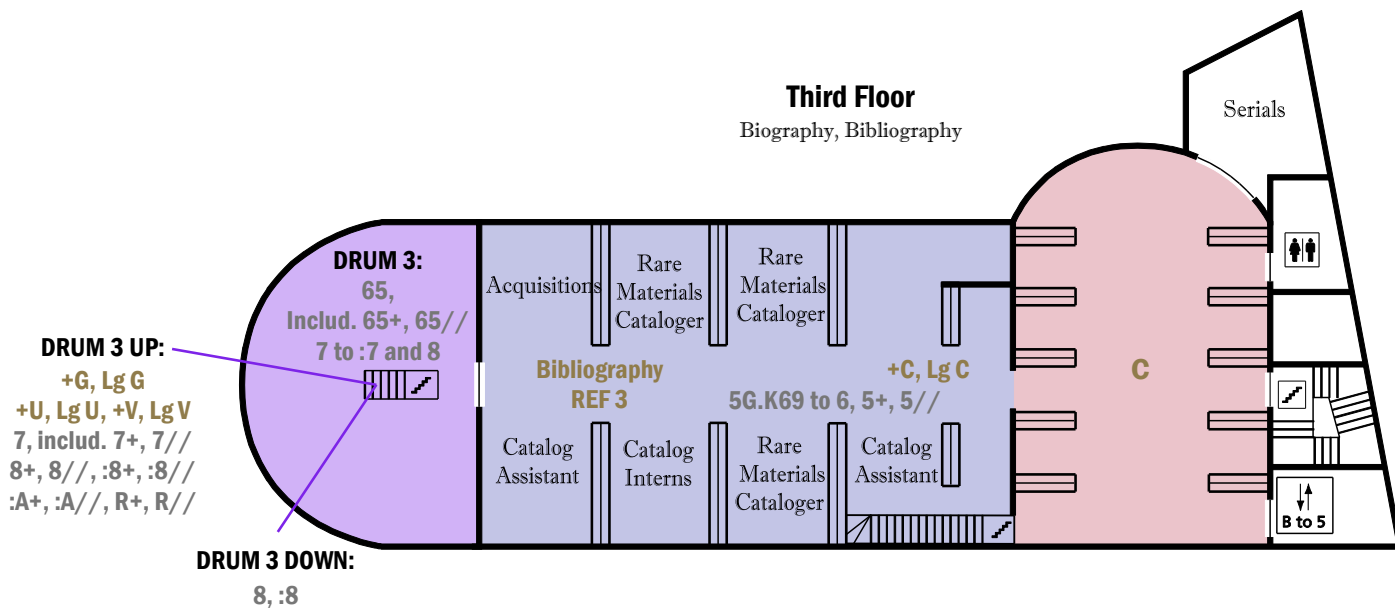 Third Floor
Biography, Bibliography
Serials
DRUM 3:
65,
Includ. 65+, 65//
7 to :7 and 8
DRUM 3 UP:
+G, Lg G
+U, Lg U, +V, Lg V
7, includ. 7+, 7//
8+, 8//, :8+, :8//
:A+, :A//, R+, R//
DRUM 3 DOWN:
8, :8
Acquisitions
Rare
Materials
Cataloger
Rare
Materials
Cataloger
Bibliography
REF 3
+C, Lg C
5G.K69 to 6, 5+, 5//
Catalog
Assistant
Catalog
Interns
Rare
Materials
Cataloger
Catalog
Assistant
C
B to 5